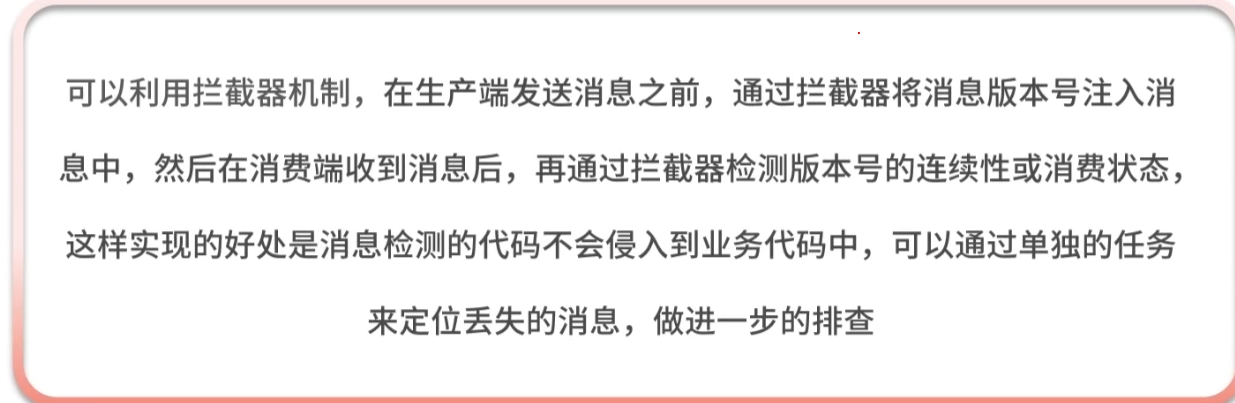 可以利用拦截器机制，在生产端发送消息之前，通过拦截器将消息版本号注入消
息中，然后在消费端收到消息后，再通过拦截器检测版本号的连续性或消费状态，
这样实现的好处是消息检测的代码不会侵入到业务代码中，可以通过单独的任务
来定位丢失的消息，做进一步的排查